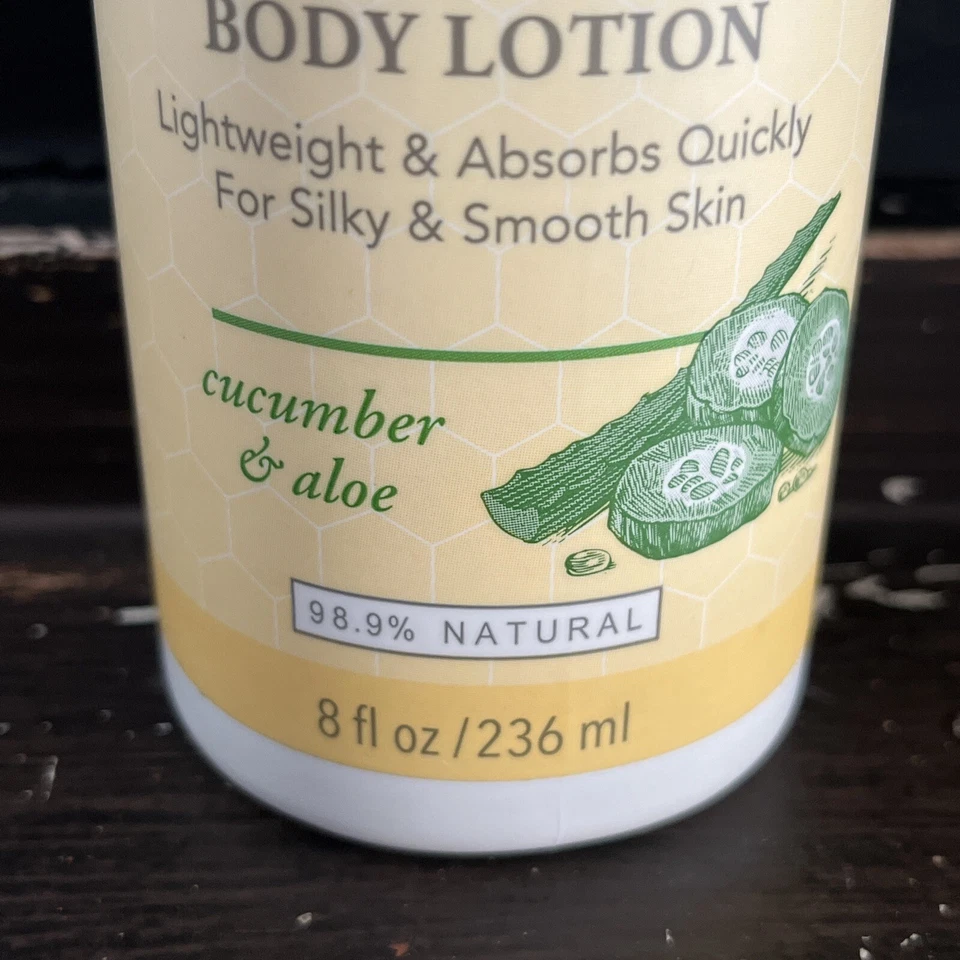 BODY LOTION
Lightweight & Absorbs Quickly
For Silky & Smooth Skin
cucumber
& aloe
98.9% NATURAL
8 fl oz / 236 ml